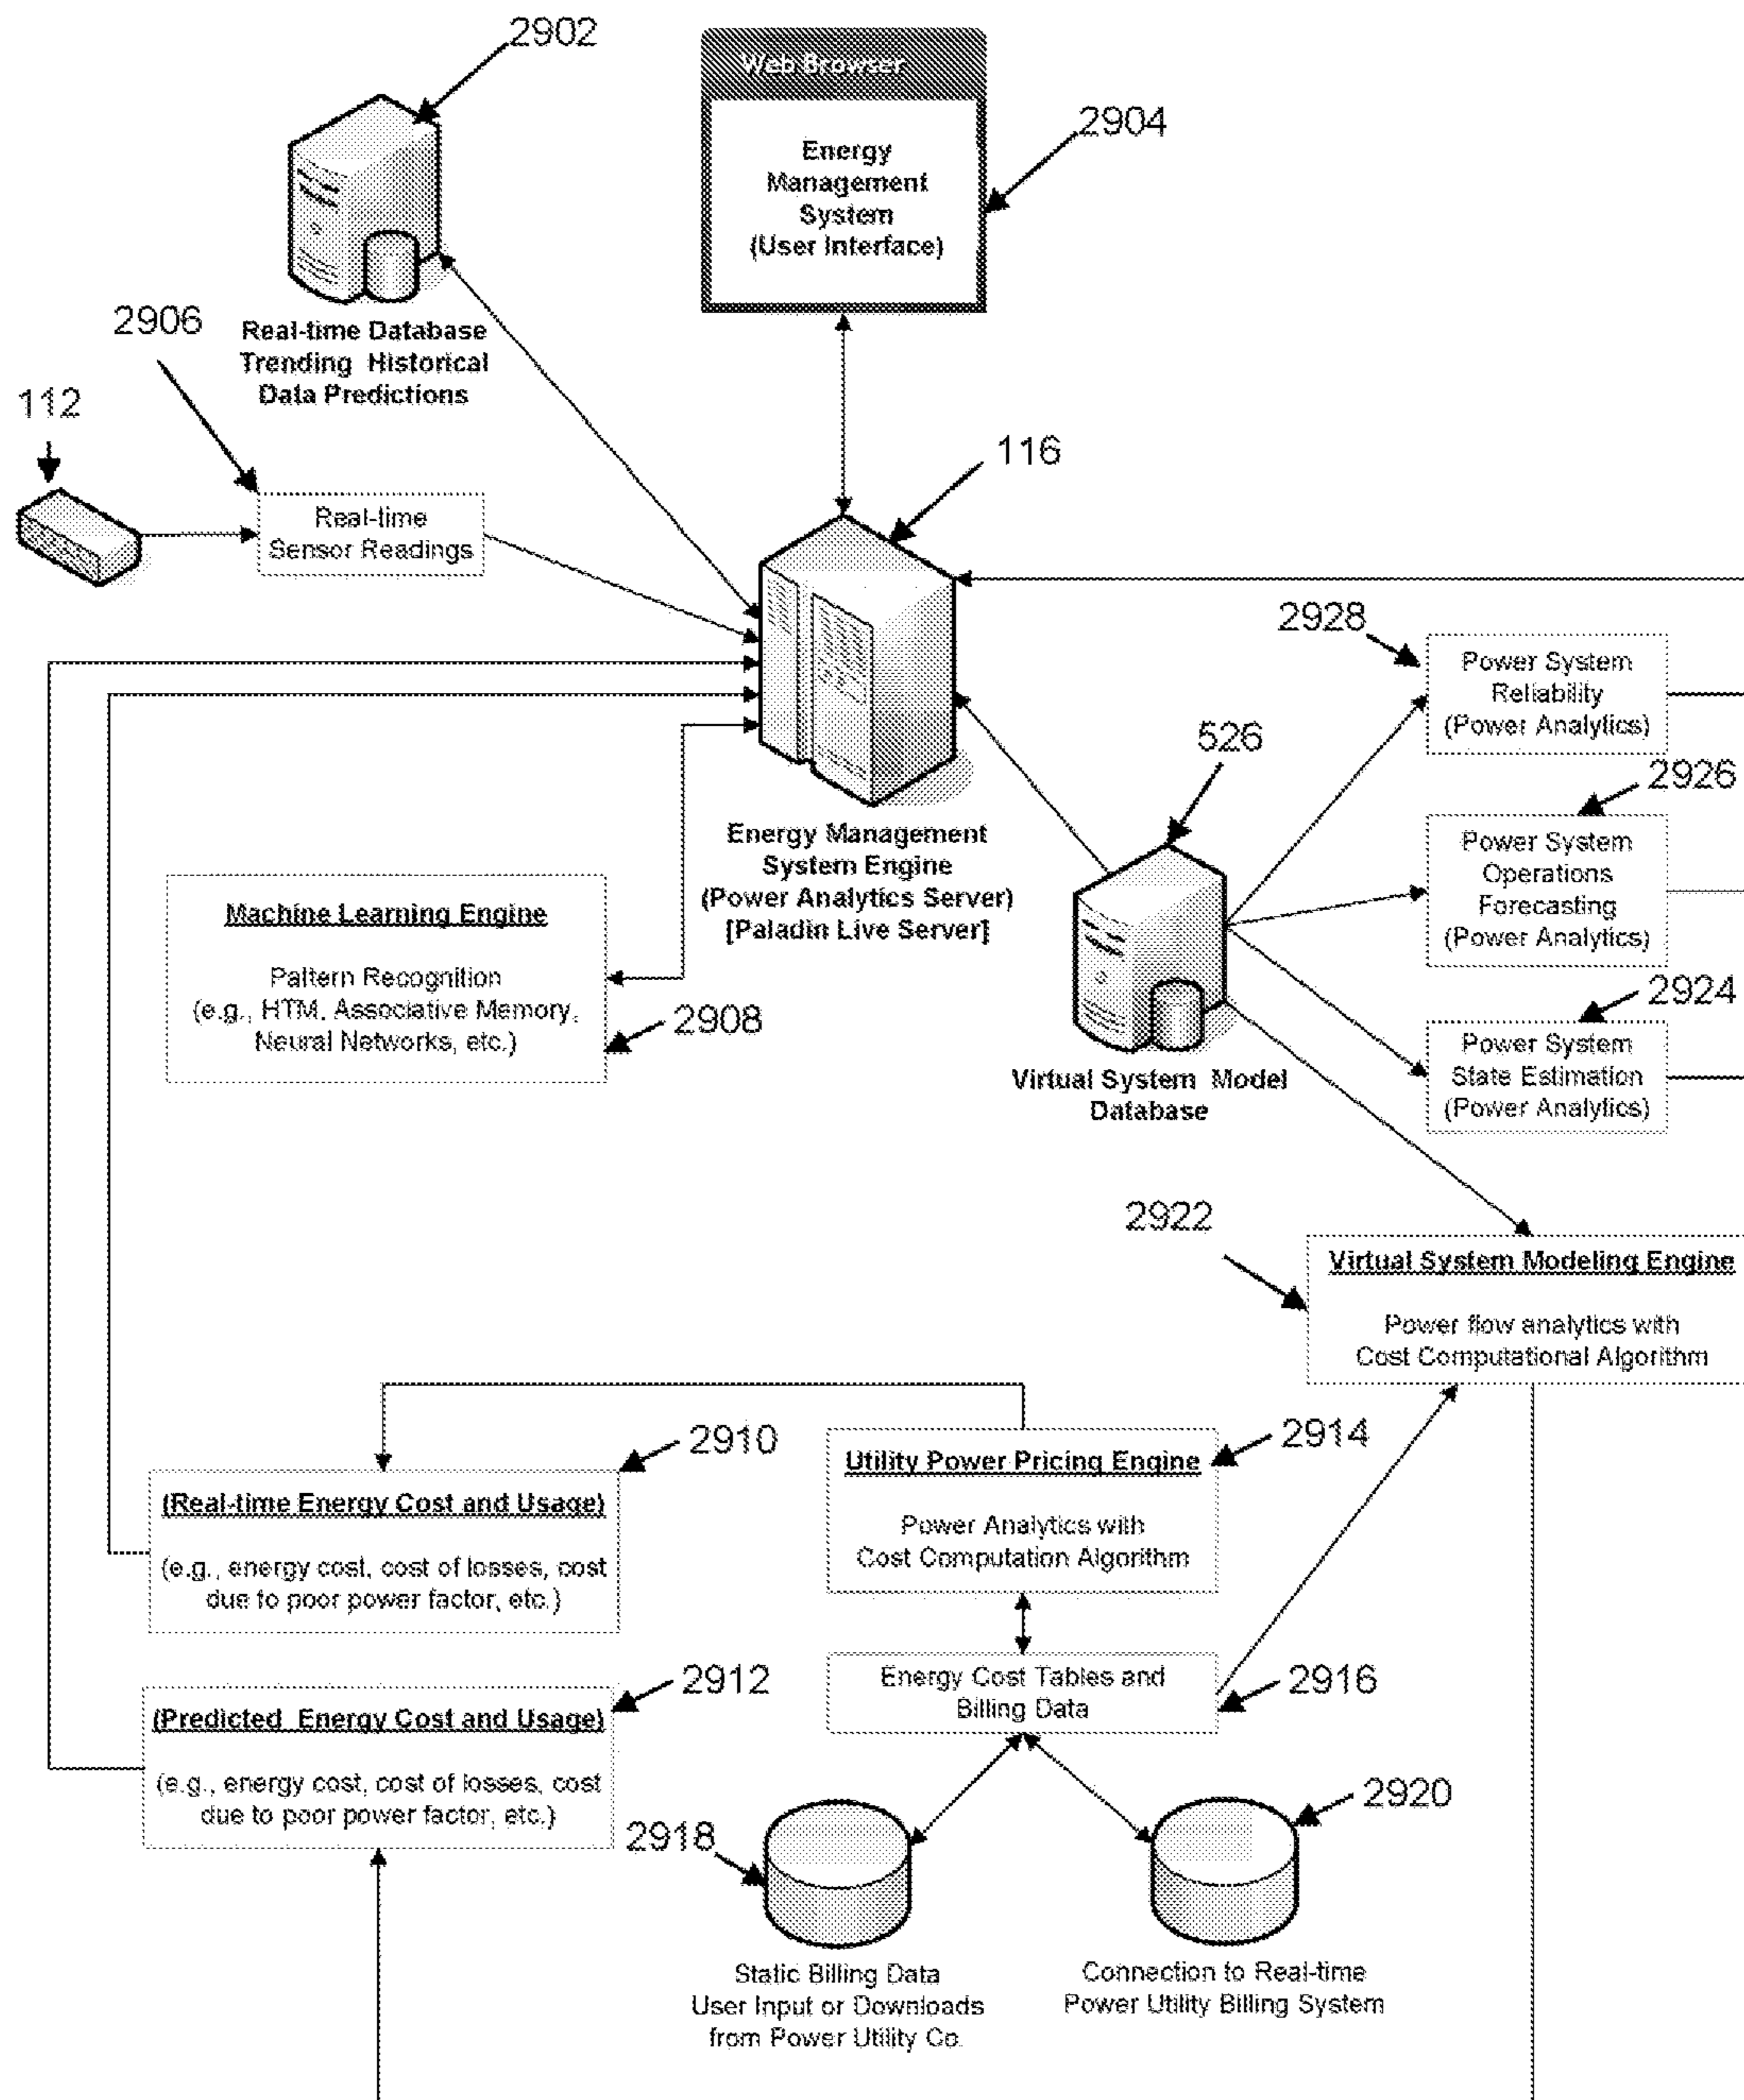 2902
Web Browser
2904
Energy
Management
System
(User Interface)
2906
Real-time Database
Trending Historical
Data Predictions
112
116
Real-time
Sensor Readings
2928
Power System
Reliability
(Power Analytics)
526
2926
Power System
Operations
Forecasting
(Power Analytics)
Energy Management
System Engine
(Power Analytics Server)
[Paladin Live Server]
Machine Learning Engine
Pattern Recognition
(e.g., HTM, Associative Memory,
Neural Networks, etc.)
2908
2924
Power System
State Estimation
(Power Analytics)
Virtual System Model
Database
2922
Virtual System Modeling Engine
Power flow analytics with
Cost Computational Algorithm
2910
2914
(Real-time Energy Cost and Usage)
(e.g., energy cost, cost of losses, cost
due to poor power factor, etc.)
Utility Power Pricing Engine
Power Analytics with
Cost Computation Algorithm
2912
(Predicted Energy Cost and Usage)
(e.g., energy cost, cost of losses, cost
due to poor power factor, etc.)
Energy Cost Tables and
Billing Data
2916
2918
2920
Static Billing Data
User Input or Downloads
from Power Utility Co.
Connection to Real-time
Power Utility Billing System